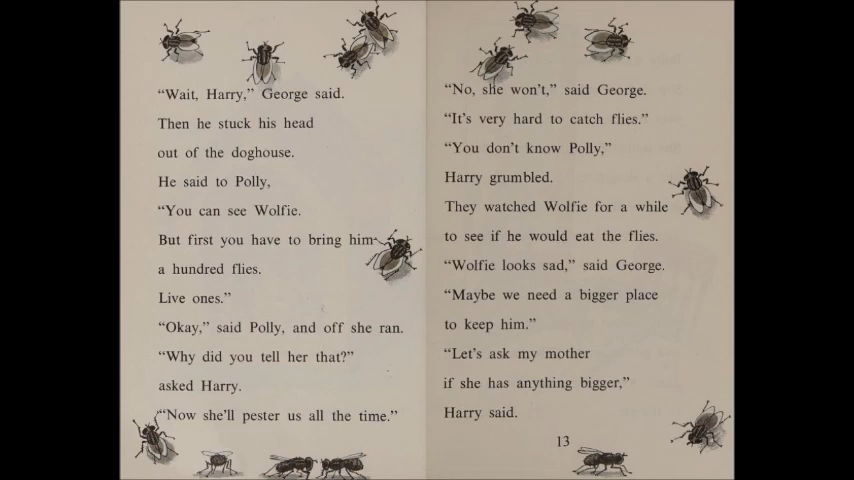 “Wait, Harry,” George said.
Then he stuck his head
out of the doghouse.
He said to Polly,
“You can see Wolfie.
But first you have to bring him
a hundred flies.
Live ones.”
“Okay,” said Polly, and off she ran.
“Why did you tell her that?”
asked Harry.
“Now she’ll pester us all the time.”
“No, she won’t,” said George.
“It’s very hard to catch flies.”
“You don’t know Polly,”
Harry grumbled.
They watched Wolfie for a while
to see if he would eat the flies.
“Wolfie looks sad,” said George.
“Maybe we need a bigger place
to keep him.”
“Let’s ask my mother
if she has anything bigger,”
Harry said.
13